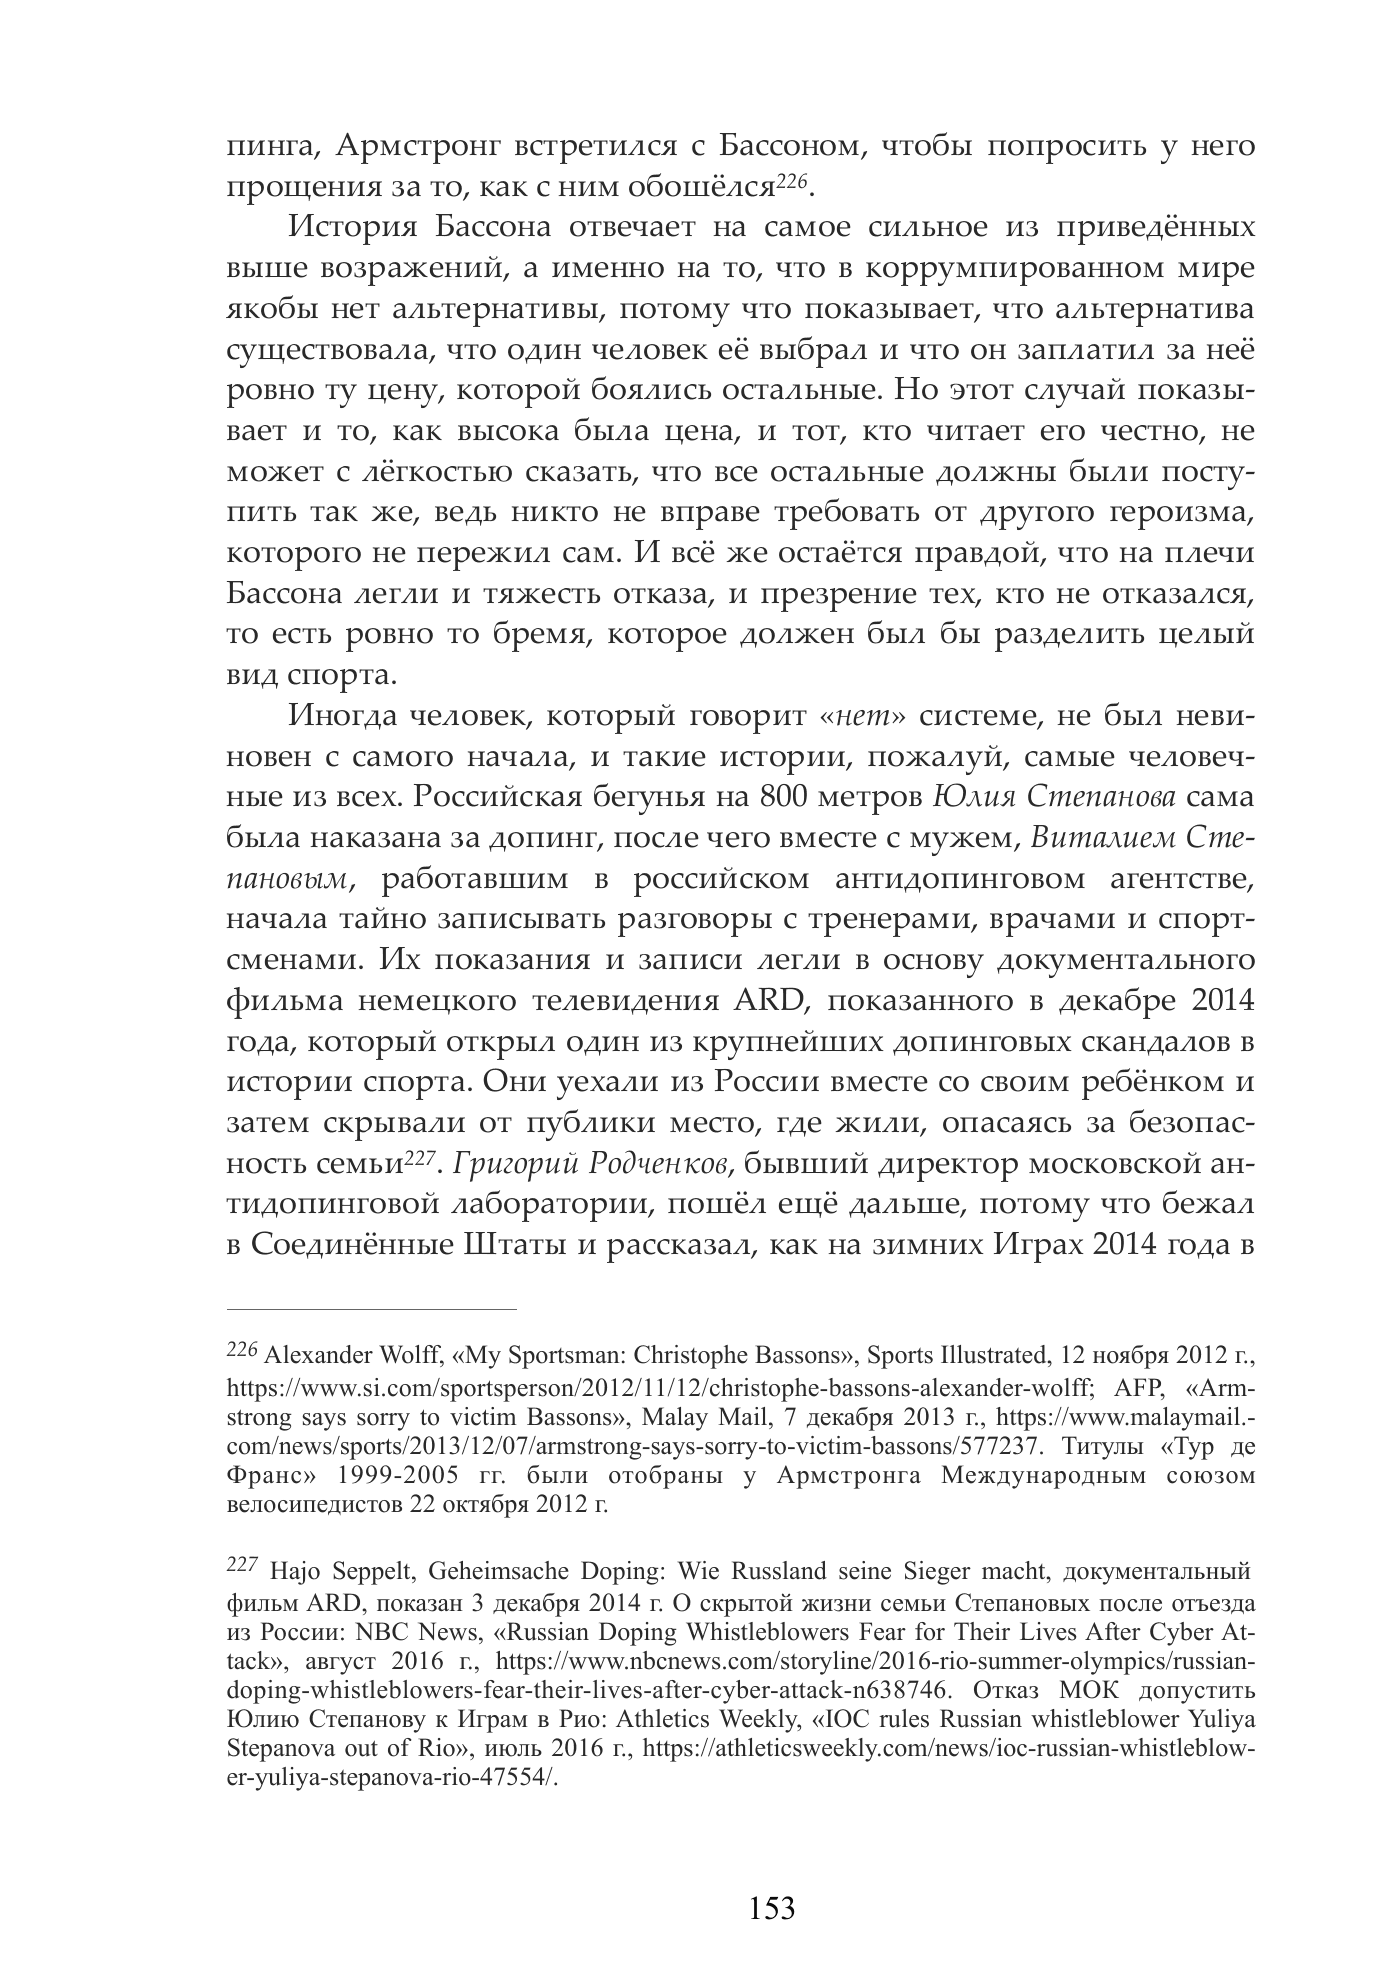 пинга, Армстронг встретился с Бассоном, чтобы попросить у него
прощения за то, как с ним обошёлся226.
История Бассона отвечает на самое сильное из приведённых
выше возражений, а именно на то, что в коррумпированном мире
якобы нет альтернативы, потому что показывает, что альтернатива
существовала, что один человек её выбрал и что он заплатил за неё
ровно ту цену, которой боялись остальные. Но этот случай показы-
вает и то, как высока была цена, и тот, кто читает его честно, не
может с лёгкостью сказать, что все остальные должны были посту-
пить так же, ведь никто не вправе требовать от другого героизма,
которого не пережил сам. И всё же остаётся правдой, что на плечи
Бассона легли и тяжесть отказа, и презрение тех, кто не отказался,
то есть ровно то бремя, которое должен был бы разделить целый
вид спорта.
Иногда человек, который говорит «нет» системе, не был неви-
новен с самого начала, и такие истории, пожалуй, самые человеч-
ные из всех. Российская бегунья на 800 метров Юлия Степанова сама
была наказана за допинг, после чего вместе с мужем, Виталием Сте-
пановым, работавшим в российском антидопинговом агентстве,
начала тайно записывать разговоры с тренерами, врачами и спорт-
сменами. Их показания и записи легли в основу документального
фильма немецкого телевидения ARD, показанного в декабре 2014
года, который открыл один из крупнейших допинговых скандалов в
истории спорта. Они уехали из России вместе со своим ребёнком и
затем скрывали от публики место, где жили, опасаясь за безопас-
ность семьи227. Григорий Родченков, бывший директор московской ан-
тидопинговой лаборатории, пошёл ещё дальше, потому что бежал
в Соединённые Штаты и рассказал, как на зимних Играх 2014 года в
226 Alexander Wolff, «My Sportsman: Christophe Bassons», Sports Illustrated, 12 ноября 2012 г.,
https://www.si.com/sportsperson/2012/11/12/christophe-bassons-alexander-wolff; AFP, «Arm-
strong says sorry to victim Bassons», Malay Mail, 7 декабря 2013 г., https://www.malaymail.-
com/news/sports/2013/12/07/armstrong-says-sorry-to-victim-bassons/577237. Титулы «Тур де
Франс» 1999-2005 гг. были отобраны у Армстронга Международным союзом
велосипедистов 22 октября 2012 г.
227 Hajo Seppelt, Geheimsache Doping: Wie Russland seine Sieger macht, документальный
фильм ARD, показан 3 декабря 2014 г. О скрытой жизни семьи Степановых после отъезда
из России: NBC News, «Russian Doping Whistleblowers Fear for Their Lives After Cyber At-
tack», август 2016 г., https://www.nbcnews.com/storyline/2016-rio-summer-olympics/russian-
doping-whistleblowers-fear-their-lives-after-cyber-attack-n638746. Отказ МОК допустить
Юлию Степанову к Играм в Рио: Athletics Weekly, «IOC rules Russian whistleblower Yuliya
Stepanova out of Rio», июль 2016 г., https://athleticsweekly.com/news/ioc-russian-whistleblow-
er-yuliya-stepanova-rio-47554/.
153